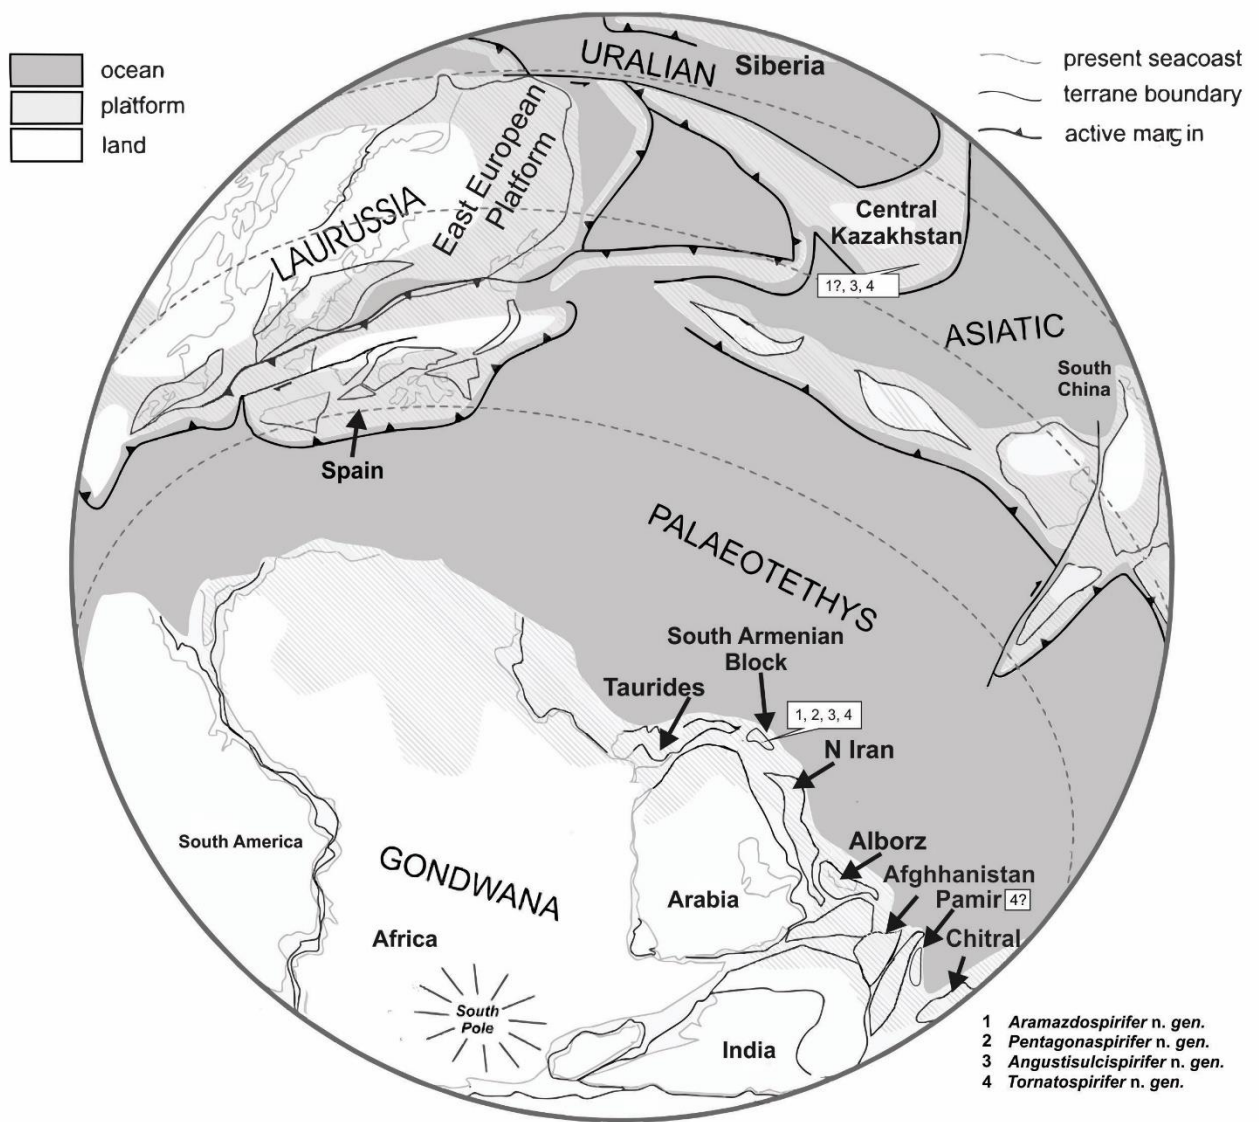 ocean
platform
land
present seacoast
terrane boundary
active marg in
URALIAN
Siberia
East European
Platform
LAURUSSIA
Central
Kazakhstan
1?, 3, 4
ASIATIC
South
China
Spain
PALAEOTETHYS
South Armenian
Block
Taurides
1, 2, 3, 4
N Iran
South America
GONDWANA
Africa
Arabia
Alborz
Afghhanistan
Pamir 4?
Chitral
South
Pole
India
1 Aramazdospirifer n. gen.
2 Pentagonaspirifer n. gen.
3 Angustisulcispirifer n. gen.
4 Tornatospirifer n. gen.